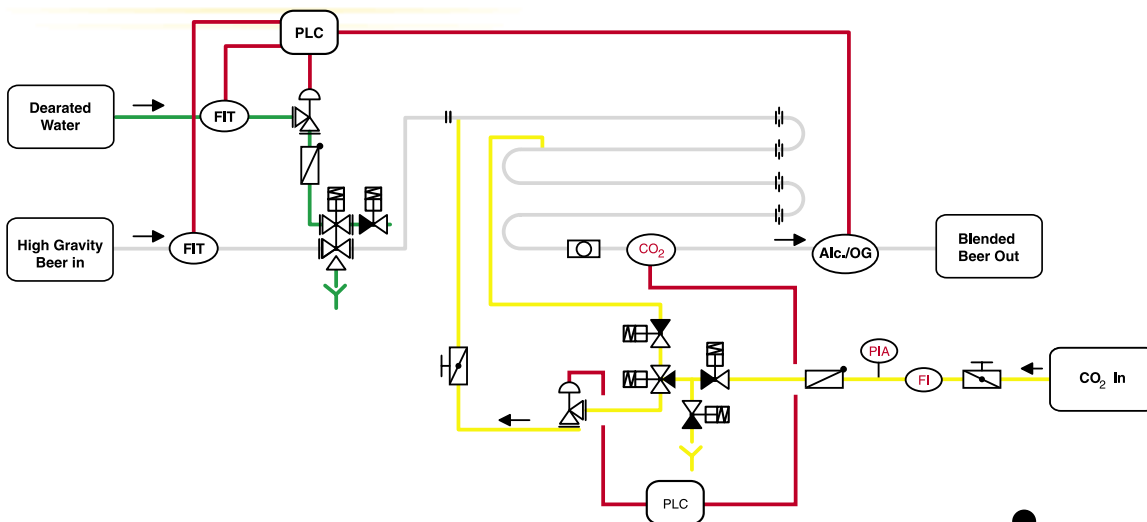 PLC
Dearated
Water
FIT
High Gravity
Beer in
FIT
CO₂
Alc./OG
Blended
Beer Out
PIA
FI
CO₂ In
PLC